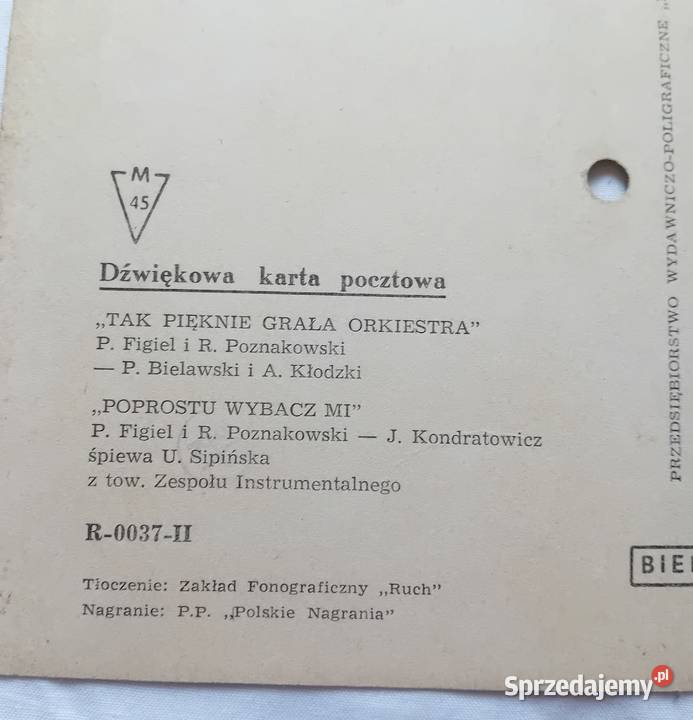 M
45
Dźwiękowa karta pocztowa
„TAK PIĘKNIE GRAŁA ORKIESTRA”
P. Figiel i R. Poznakowski
— P. Bielawski i A. Kłodzki
„POPROSTU WYBACZ MI”
P. Figiel i R. Poznakowski — J. Kondratowicz
śpiewa U. Sipińska
z tow. Zespołu Instrumentalnego
R-0037-II
Tłoczenie: Zakład Fonograficzny „Ruch”
Nagranie: P.P. „Polskie Nagrania”
PRZEDSIĘBIORSTWO WYDAWNICZO-POLIGRAFICZNE „
BIE
Sprzedajemy.pl